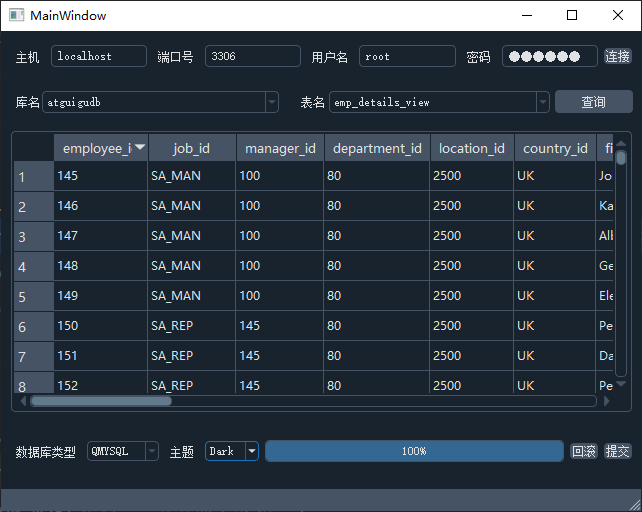 MainWindow
主机 localhost 端口号 3306 用户名 root 密码 ●●●●●● 连接
库名 atguigudb 表名 emp_details_view 查询
employee_i job_id manager_id department_id location_id country_id fi
1 145 SA_MAN 100 80 2500 UK Jo
2 146 SA_MAN 100 80 2500 UK Ka
3 147 SA_MAN 100 80 2500 UK Alb
4 148 SA_MAN 100 80 2500 UK Ge
5 149 SA_MAN 100 80 2500 UK Ele
6 150 SA_REP 145 80 2500 UK Pe
7 151 SA_REP 145 80 2500 UK Da
8 152 SA_REP 145 80 2500 UK Pe
数据库类型 QMYSQL 主题 Dark 100% 回滚 提交